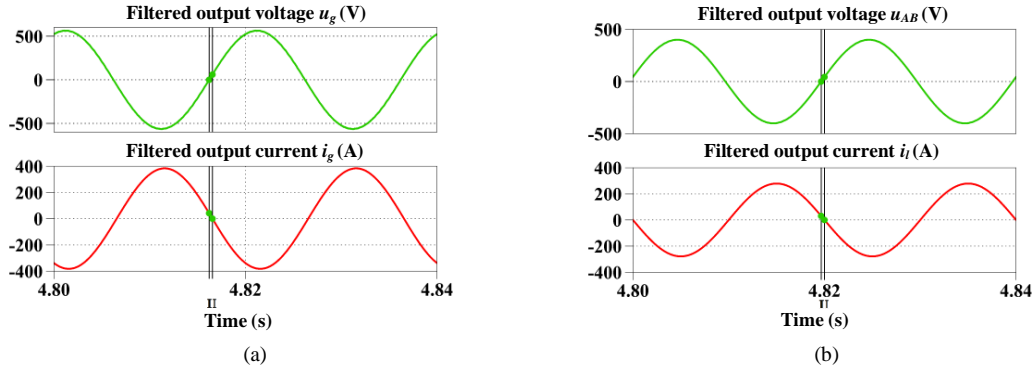 Filtered output voltage u_g (V)
500
0
-500
Filtered output current i_g (A)
400
200
0
-200
-400
4.80 4.82 4.84
Time (s)
(a)
Filtered output voltage u_AB (V)
500
0
-500
Filtered output current i_l (A)
400
200
0
-200
400
4.80 4.82 4.84
Time (s)
(b)